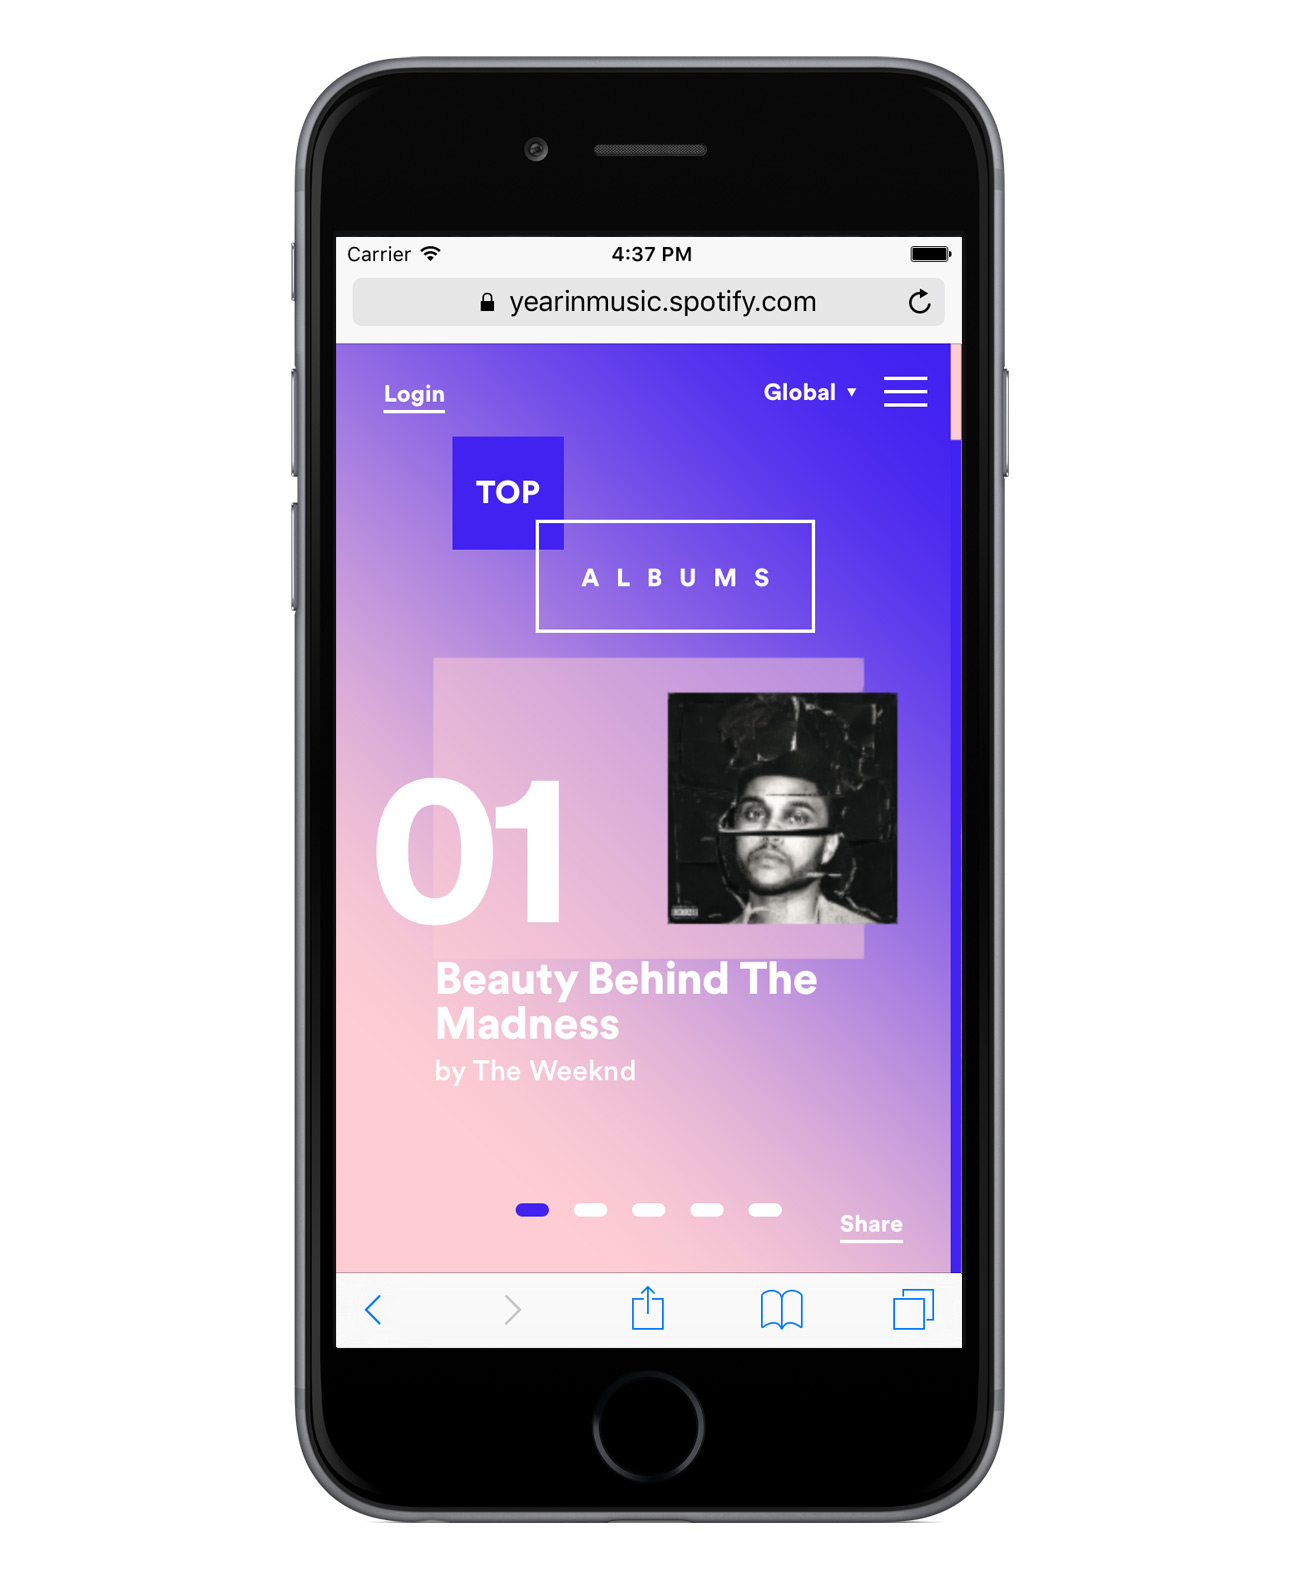 Carrier 4:37 PM
yearinmusic.spotify.com
Login Global ▼
TOP
ALBUMS
01
Beauty Behind The
Madness
by The Weeknd
Share